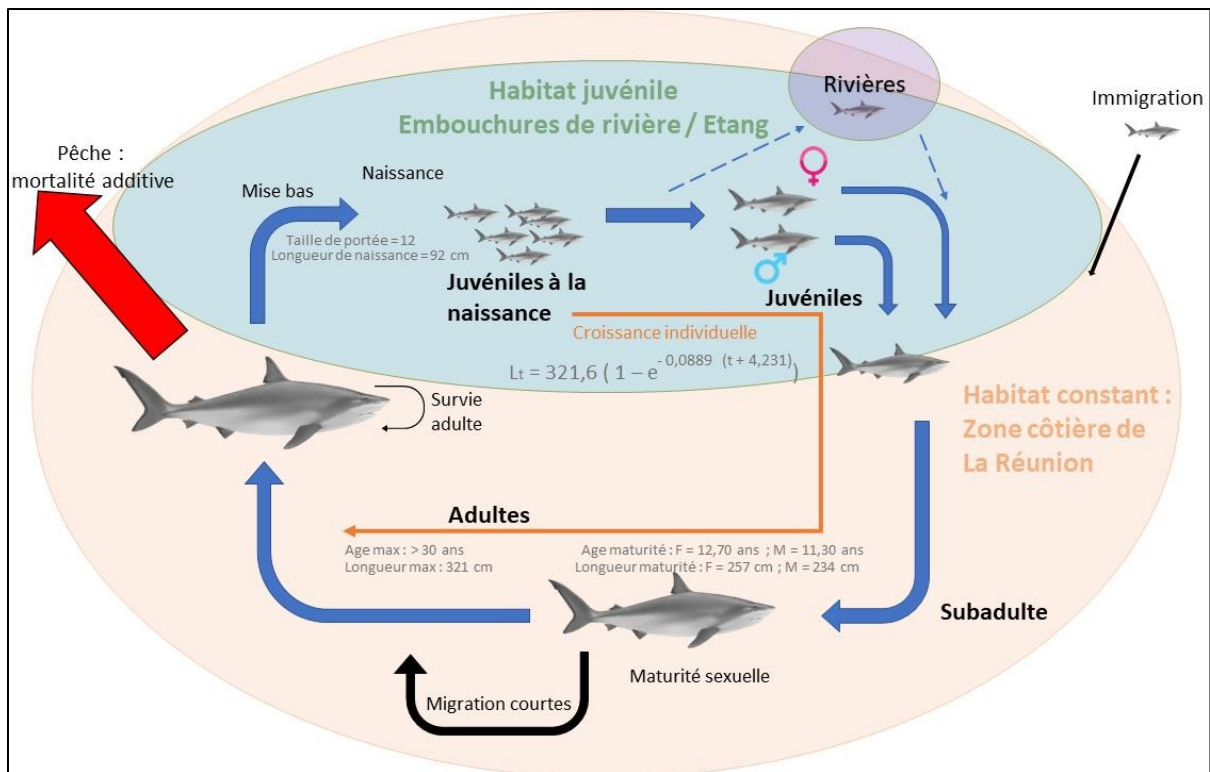 Habitat juvénile
Embouchures de rivière / Etang
Rivières
Immigration
Pêche :
mortalité additive
Mise bas
Naissance
Taille de portée = 12
Longueur de naissance = 92 cm
Juvéniles à la
naissance
Juvéniles
Croissance individuelle
Lt = 321,6 ( 1 – e - 0,0889 (t + 4,231) )
Survie
adulte
Habitat constant :
Zone côtière de
La Réunion
Adultes
Age max : > 30 ans
Longueur max : 321 cm
Age maturité : F = 12,70 ans ; M = 11,30 ans
Longueur maturité : F = 257 cm ; M = 234 cm
Subadulte
Maturité sexuelle
Migration courtes